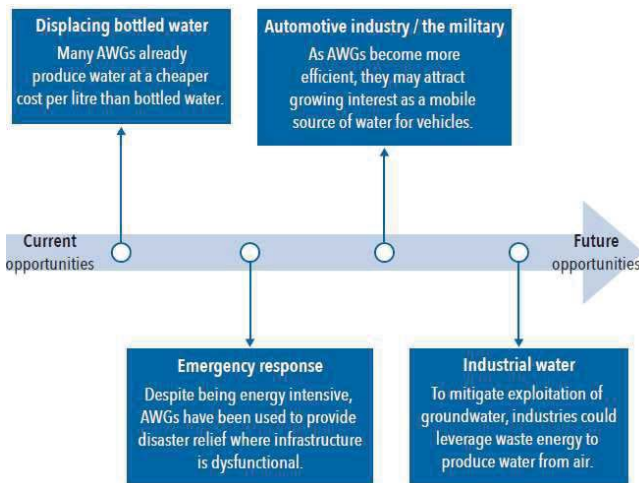 Displacing bottled water
Many AWGs already
produce water at a cheaper
cost per litre than bottled water.
Automotive industry / the military
As AWGs become more
efficient, they may attract
growing interest as a mobile
source of water for vehicles.
Current
opportunities
Future
opportunities
Emergency response
Despite being energy intensive,
AWGs have been used to provide
disaster relief where infrastructure
is dysfunctional.
Industrial water
To mitigate exploitation of
groundwater, industries could
leverage waste energy to
produce water from air.